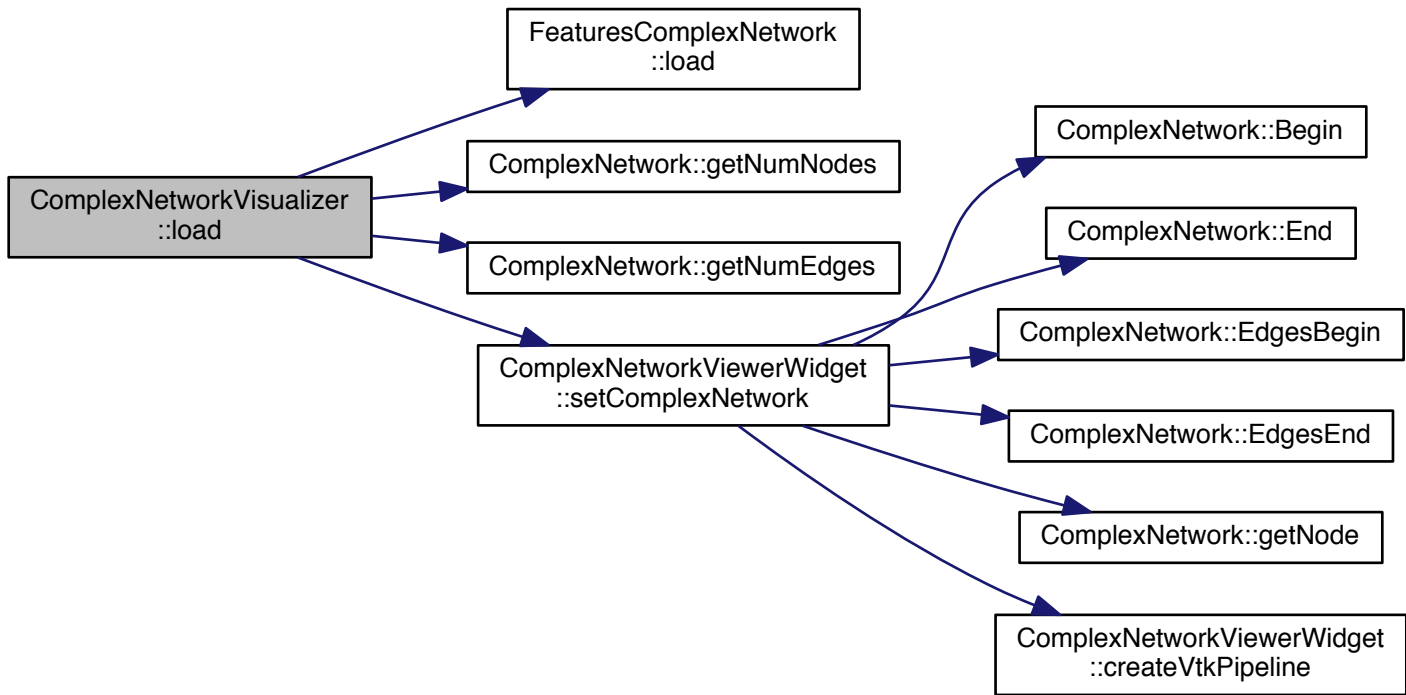 FeaturesComplexNetwork
::load
ComplexNetwork::Begin
ComplexNetwork::getNumNodes
ComplexNetworkVisualizer
::load
ComplexNetwork::End
ComplexNetwork::getNumEdges
ComplexNetwork::EdgesBegin
ComplexNetworkViewerWidget
::setComplexNetwork
ComplexNetwork::EdgesEnd
ComplexNetwork::getNode
ComplexNetworkViewerWidget
::createVtkPipeline